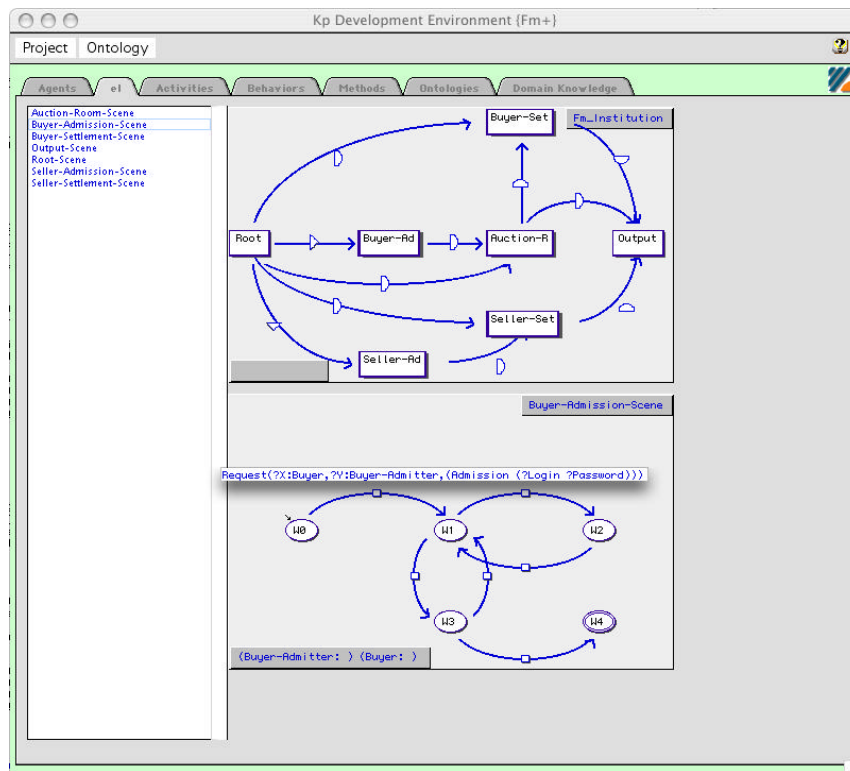 Kp Development Environment {Fm+}
Project Ontology
Agents eI Activities Behaviors Methods Ontologies Domain Knowledge
Auction-Room-Scene
Buyer-Admission-Scene
Buyer-Settlement-Scene
Output-Scene
Root-Scene
Seller-Admission-Scene
Seller-Settlement-Scene
Buyer-Set
Fm_Institution
Root
Buyer-Ad
Auction-R
Output
Seller-Set
Seller-Ad
Buyer-Admission-Scene
Request(?X:Buyer,?Y:Buyer-Admitter,(Admission (?Login ?Password)))
W0
W1
W2
W3
W4
(Buyer-Admitter: ) (Buyer: )